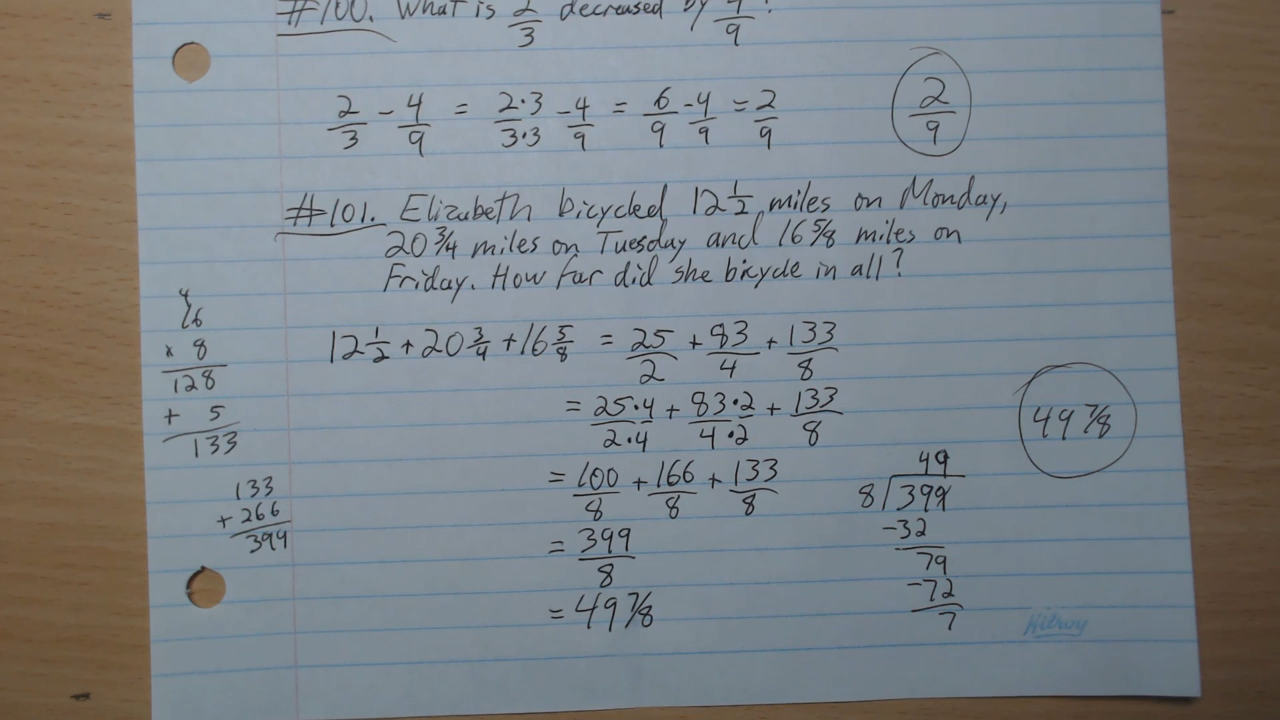 #100. What is 2/3 decreased by 4/9?
2/3 - 4/9 = 2·3/3·3 - 4/9 = 6/9 - 4/9 = 2/9
2/9
#101. Elizabeth bicycled 12 1/2 miles on Monday,
20 3/4 miles on Tuesday and 16 5/8 miles on
Friday. How far did she bicycle in all?
12 1/2 + 20 3/4 + 16 5/8 = 25/2 + 83/4 + 133/8
= 25·4/2·4 + 83·2/4·2 + 133/8
= 100/8 + 166/8 + 133/8
= 399/8
= 49 7/8
4
16
x 8
128
+ 5
133
133
+ 266
399
49
8 399
-32
79
-72
7
49 7/8
Hilroy